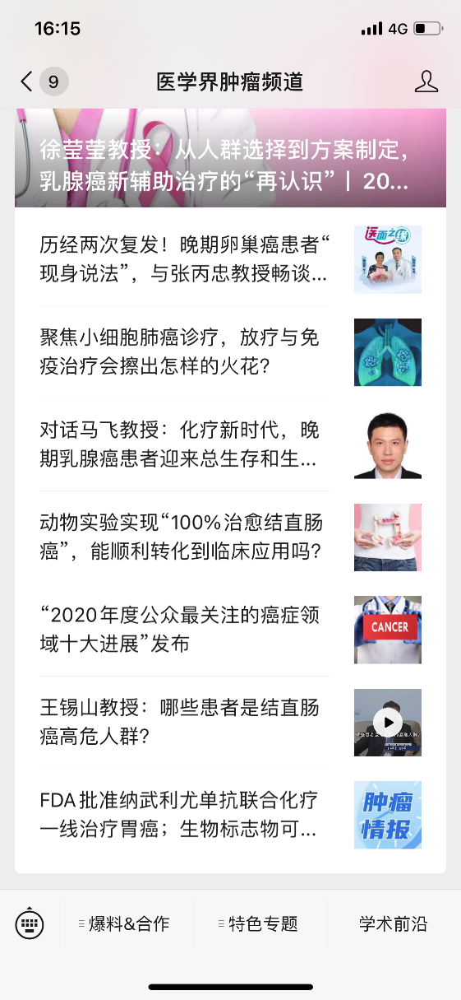 16:15
4G
9
医学界肿瘤频道
徐莹莹教授：从人群选择到方案制定，
乳腺癌新辅助治疗的“再认识”丨 20...
历经两次复发！晚期卵巢癌患者“
现身说法”，与张丙忠教授畅谈...
医面之缘
聚焦小细胞肺癌诊疗，放疗与免
疫治疗会擦出怎样的火花？
对话马飞教授：化疗新时代，晚
期乳腺癌患者迎来总生存和生...
动物实验实现“100%治愈结直肠
癌”，能顺利转化到临床应用吗？
“2020年度公众最关注的癌症领
域十大进展”发布
CANCER
王锡山教授：哪些患者是结直肠
癌高危人群？
FDA批准纳武利尤单抗联合化疗
一线治疗胃癌；生物标志物可...
肿瘤
情报
爆料&合作
特色专题
学术前沿